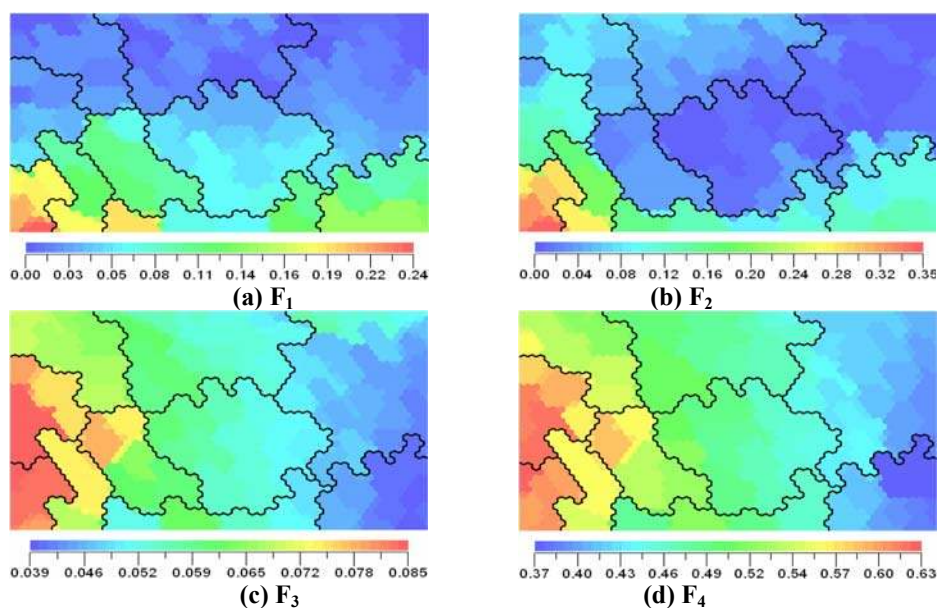 0.00 0.03 0.05 0.08 0.11 0.14 0.16 0.19 0.22 0.24
(a) F1
0.00 0.04 0.08 0.12 0.16 0.20 0.24 0.28 0.32 0.35
(b) F2
0.039 0.046 0.052 0.059 0.065 0.072 0.078 0.085
(c) F3
0.37 0.40 0.43 0.46 0.49 0.52 0.54 0.57 0.60 0.63
(d) F4